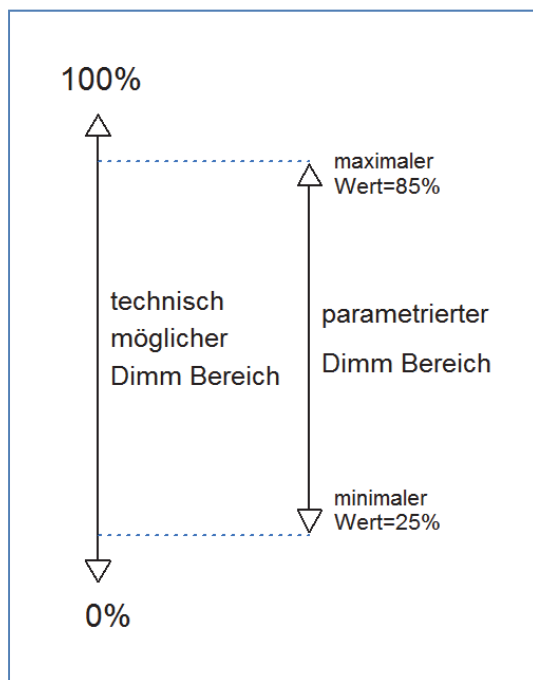 100%
maximaler
Wert=85%
technisch
möglicher
Dimm Bereich
parametrierter
Dimm Bereich
minimaler
Wert=25%
0%